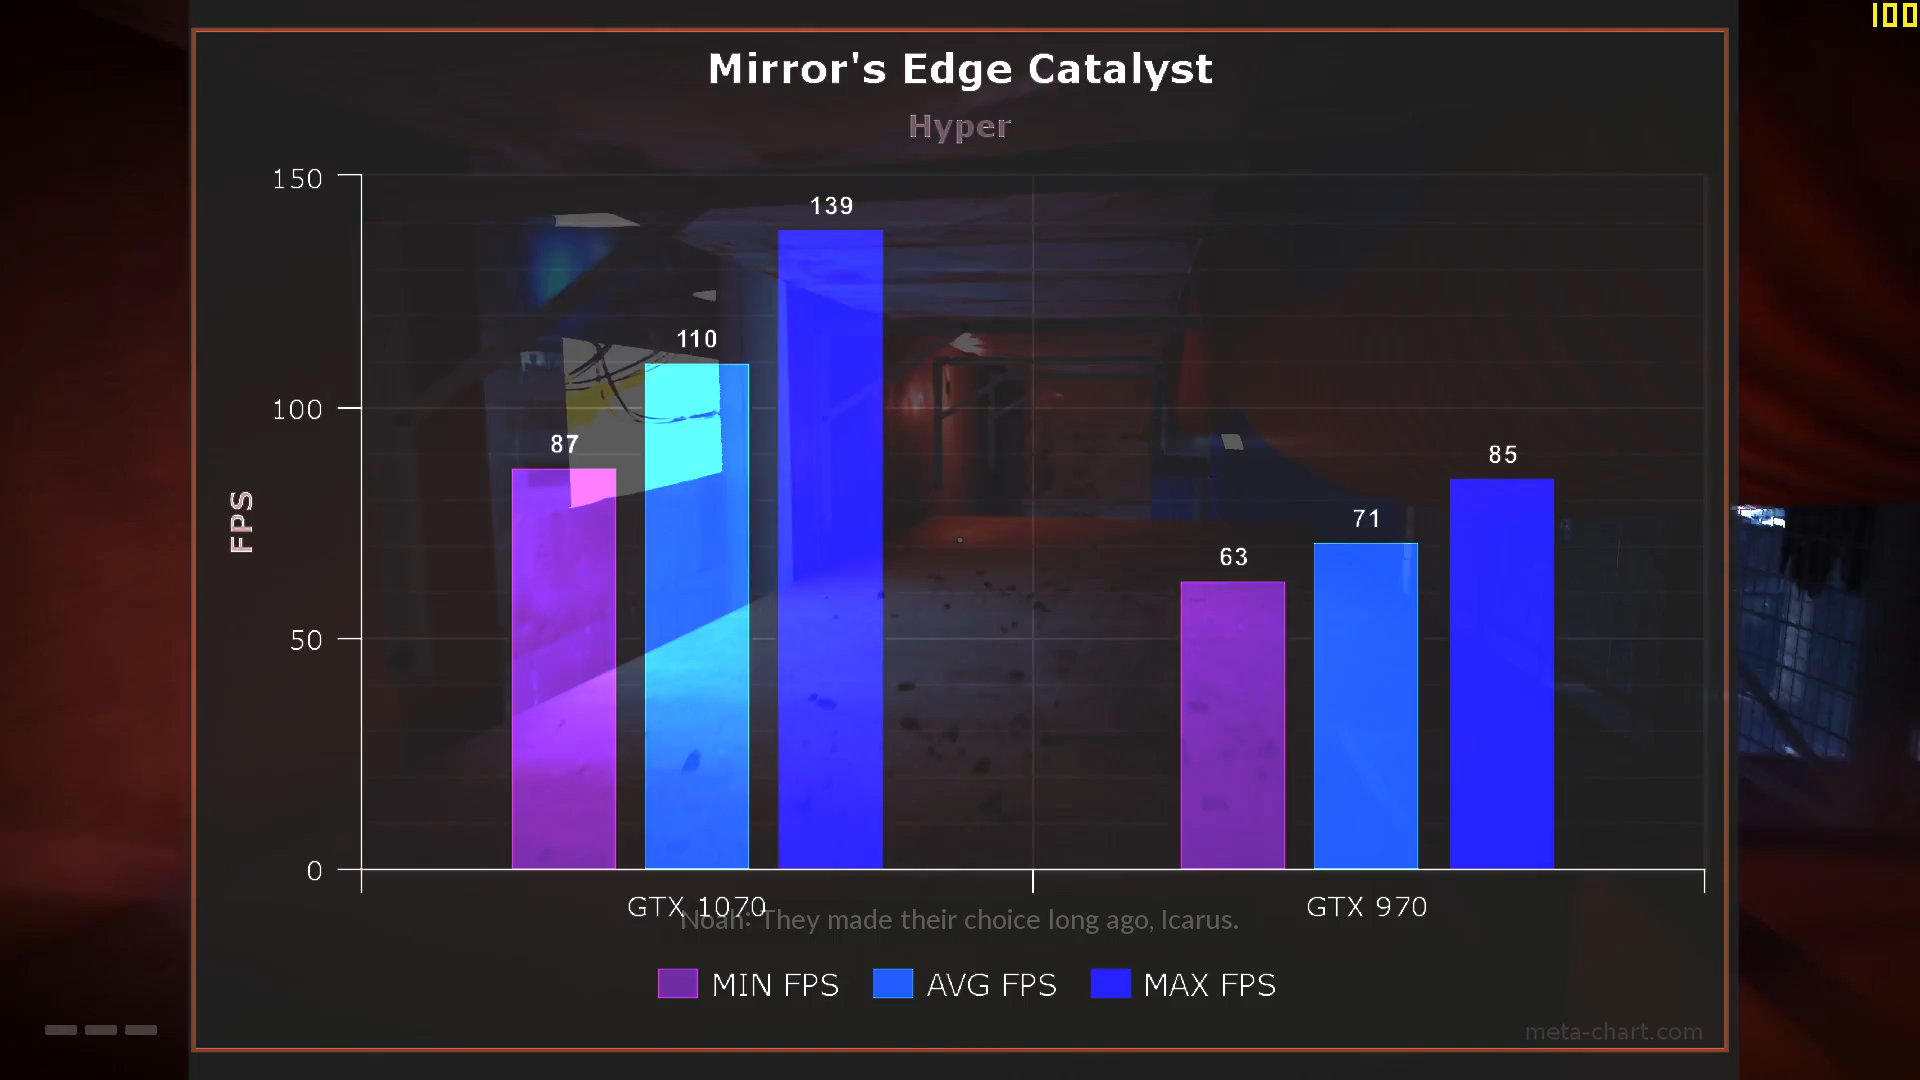 100
Mirror's Edge Catalyst
Hyper
150
139
110
100
87
85
71
63
50
0
FPS
GTX 1070
GTX 970
Noah: They made their choice long ago, Icarus.
MIN FPS
AVG FPS
MAX FPS
meta-chart.com